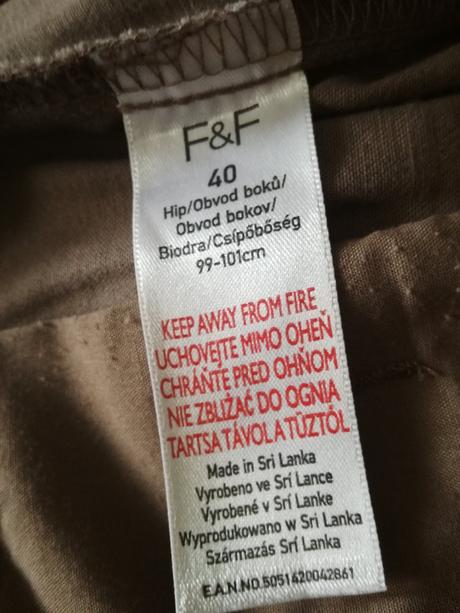 F&F
40
Hip/Obvod boků/
Obvod bokov/
Biodra/Csípőbőség
99-101cm
KEEP AWAY FROM FIRE
UCHOVEJTE MIMO OHEŇ
CHRÁŇTE PRED OHŇOM
NIE ZBLIŻAĆ DO OGNIA
TARTSA TÁVOL A TŰZTŐL
Made in Sri Lanka
Vyrobeno ve Srí Lance
Vyrobené v Srí Lanke
Wyprodukowano w Sri Lanka
Származás Srí Lanka
E.A.N.NO.5051420042861